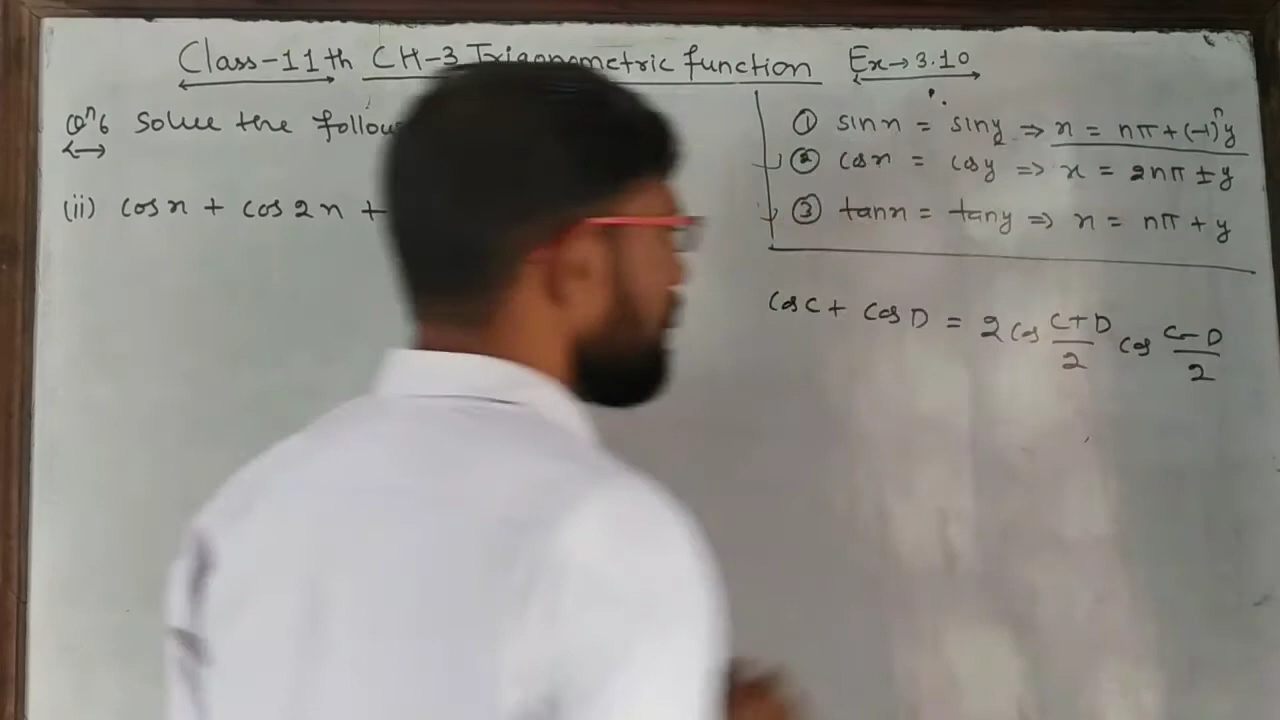 Class-11th CH-3 Trigonometric function Ex→3.10
Qⁿ6 Solve the
(ii) cos x + cos 2x +
① sin x = sin y ⇒ x = nπ + (-1)ⁿy
② cos x = cos y ⇒ x = 2nπ ± y
③ tan x = tan y ⇒ x = nπ + y
cos C + cos D = 2 cos (C+D)/2 cos (C-D)/2